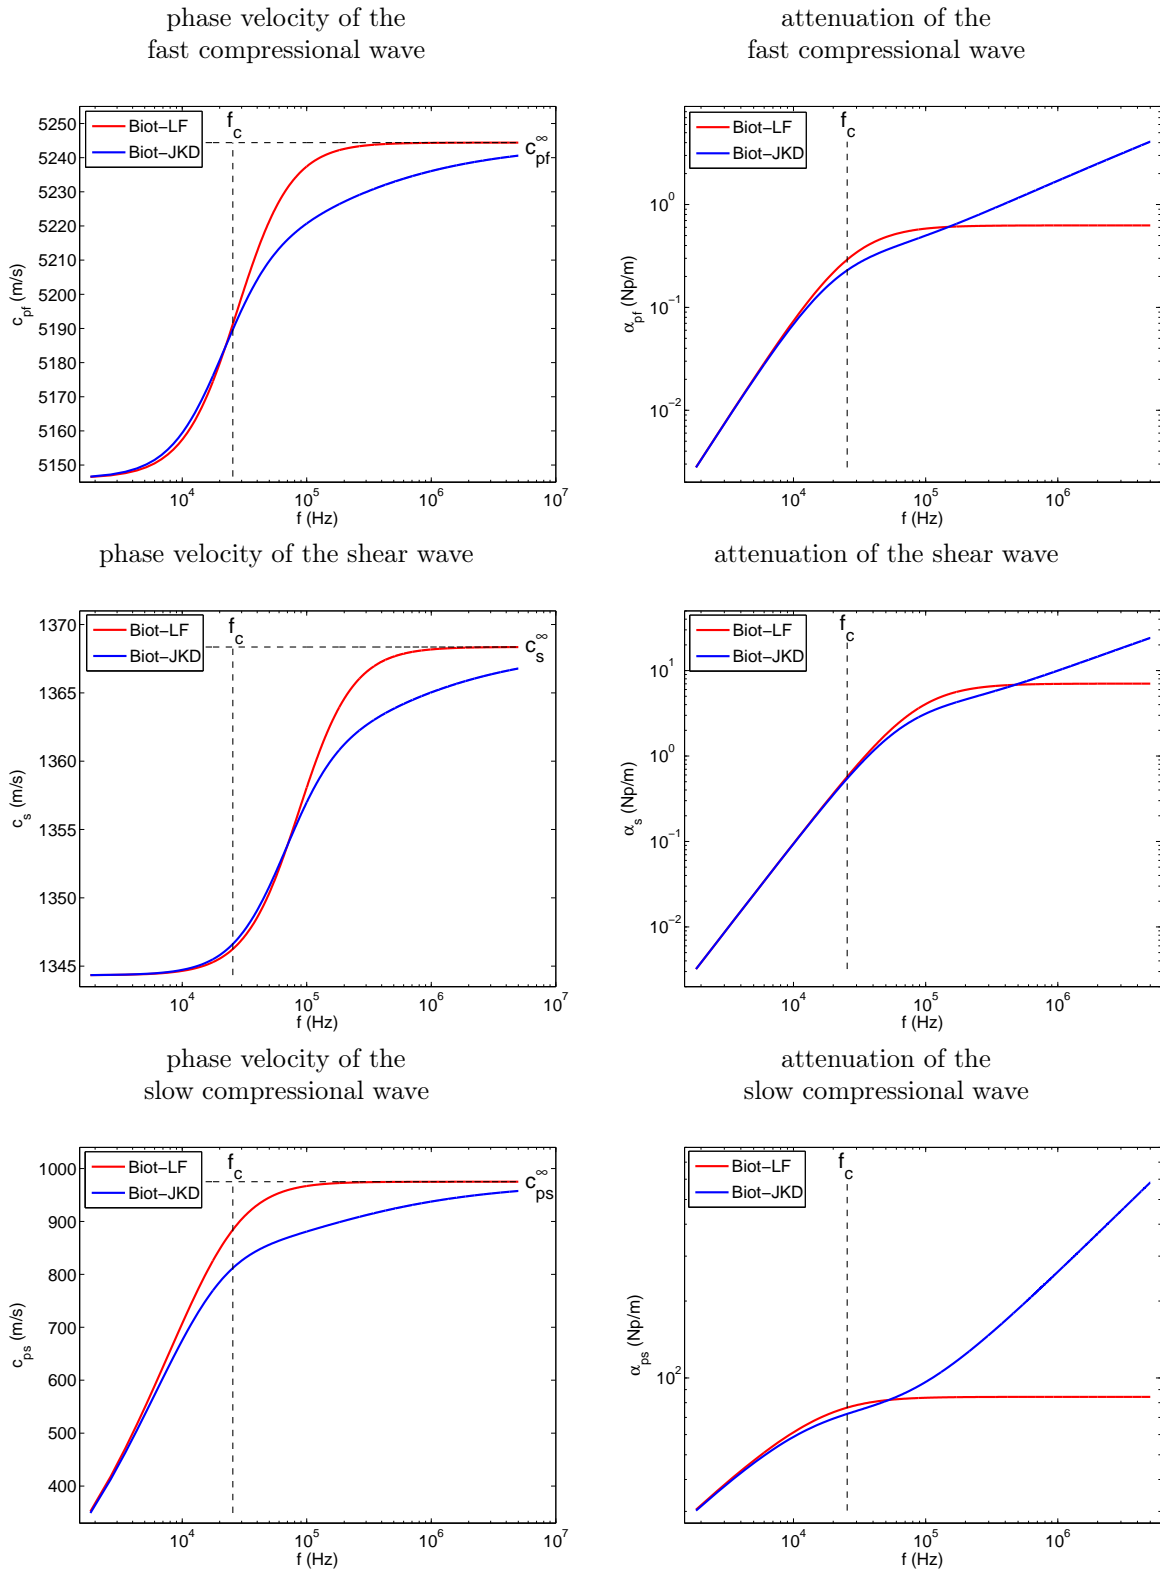 phase velocity of the
fast compressional wave
attenuation of the
fast compressional wave
Biot-LF
Biot-JKD
f_c
c_pf^∞
5250
5240
5230
5220
5210
5200
5190
5180
5170
5160
5150
c_pf (m/s)
10^4
10^5
10^6
10^7
f (Hz)
Biot-LF
Biot-JKD
f_c
10^0
10^-1
10^-2
α_pf (Np/m)
10^4
10^5
10^6
f (Hz)
phase velocity of the shear wave
attenuation of the shear wave
Biot-LF
Biot-JKD
f_c
c_s^∞
1370
1365
1360
1355
1350
1345
c_s (m/s)
10^4
10^5
10^6
10^7
f (Hz)
Biot-LF
Biot-JKD
f_c
10^1
10^0
10^-1
10^-2
α_s (Np/m)
10^4
10^5
10^6
f (Hz)
phase velocity of the
slow compressional wave
attenuation of the
slow compressional wave
Biot-LF
Biot-JKD
f_c
c_ps^∞
1000
900
800
700
600
500
400
c_ps (m/s)
10^4
10^5
10^6
10^7
f (Hz)
Biot-LF
Biot-JKD
f_c
10^2
α_ps (Np/m)
10^4
10^5
10^6
f (Hz)